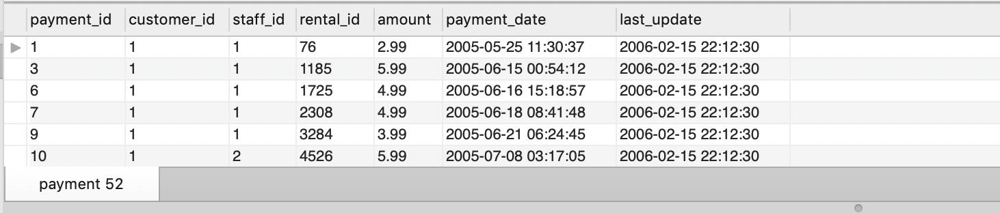 payment_id customer_id staff_id rental_id amount payment_date last_update
1 1 1 76 2.99 2005-05-25 11:30:37 2006-02-15 22:12:30
3 1 1 1185 5.99 2005-06-15 00:54:12 2006-02-15 22:12:30
6 1 1 1725 4.99 2005-06-16 15:18:57 2006-02-15 22:12:30
7 1 1 2308 4.99 2005-06-18 08:41:48 2006-02-15 22:12:30
9 1 1 3284 3.99 2005-06-21 06:24:45 2006-02-15 22:12:30
10 1 2 4526 5.99 2005-07-08 03:17:05 2006-02-15 22:12:30
payment 52